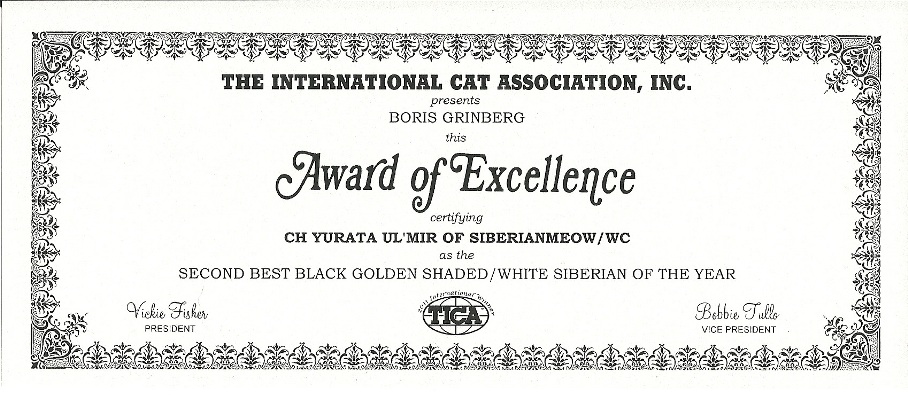 THE INTERNATIONAL CAT ASSOCIATION, INC.
presents
BORIS GRINBERG
this
Award of Excellence
certifying
CH YURATA UL'MIR OF SIBERIANMEOW/WC
as the
SECOND BEST BLACK GOLDEN SHADED/WHITE SIBERIAN OF THE YEAR
Vickie Fisher
PRESIDENT
TICA
Bobbie Tullo
VICE PRESIDENT